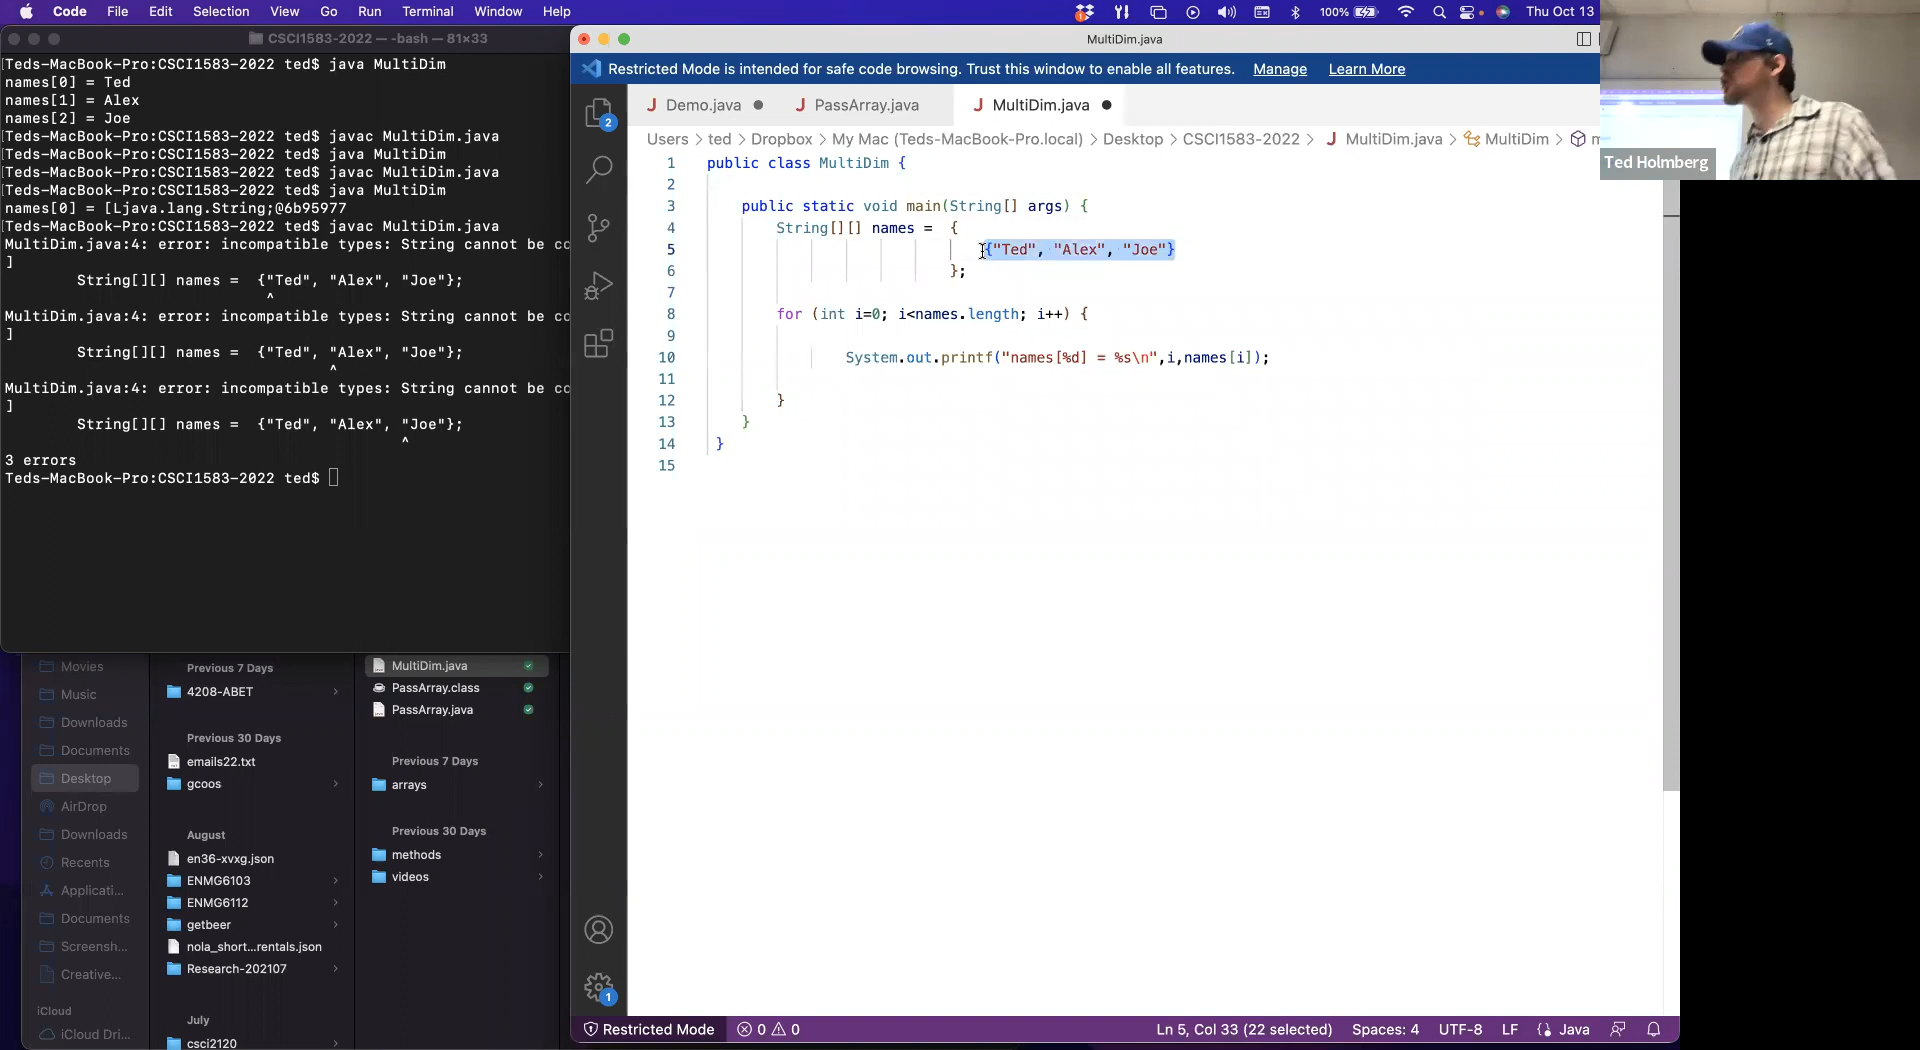 Code File Edit Selection View Go Run Terminal Window Help 100% Thu Oct 13
CSCI1583-2022 — -bash — 81×33
Teds-MacBook-Pro:CSCI1583-2022 ted$ java MultiDim
names[0] = Ted
names[1] = Alex
names[2] = Joe
Teds-MacBook-Pro:CSCI1583-2022 ted$ javac MultiDim.java
Teds-MacBook-Pro:CSCI1583-2022 ted$ java MultiDim
Teds-MacBook-Pro:CSCI1583-2022 ted$ javac MultiDim.java
Teds-MacBook-Pro:CSCI1583-2022 ted$ java MultiDim
names[0] = [Ljava.lang.String;@6b95977
Teds-MacBook-Pro:CSCI1583-2022 ted$ javac MultiDim.java
MultiDim.java:4: error: incompatible types: String cannot be co
]
String[][] names = {"Ted", "Alex", "Joe"};
^
MultiDim.java:4: error: incompatible types: String cannot be co
]
String[][] names = {"Ted", "Alex", "Joe"};
^
MultiDim.java:4: error: incompatible types: String cannot be co
]
String[][] names = {"Ted", "Alex", "Joe"};
^
3 errors
Teds-MacBook-Pro:CSCI1583-2022 ted$
Movies
Music
Downloads
Documents
Desktop
AirDrop
Downloads
Recents
Applicati...
Documents
Screensh...
Creative...
iCloud
iCloud Dri...
Previous 7 Days
4208-ABET
Previous 30 Days
emails22.txt
gcoos
August
en36-xvxg.json
ENMG6103
ENMG6112
getbeer
nola_short...rentals.json
Research-202107
July
csci2120
MultiDim.java
PassArray.class
PassArray.java
Previous 7 Days
arrays
Previous 30 Days
methods
videos
MultiDim.java
Restricted Mode is intended for safe code browsing. Trust this window to enable all features. Manage Learn More
2
1
J Demo.java J PassArray.java J MultiDim.java
Users > ted > Dropbox > My Mac (Teds-MacBook-Pro.local) > Desktop > CSCI1583-2022 > J MultiDim.java > MultiDim >
1 public class MultiDim {
2
3 public static void main(String[] args) {
4 String[][] names = {
5 {"Ted", "Alex", "Joe"}
6 };
7
8 for (int i=0; i<names.length; i++) {
9
10 System.out.printf("names[%d] = %s\n",i,names[i]);
11
12 }
13 }
14 }
15
Restricted Mode 0 0 Ln 5, Col 33 (22 selected) Spaces: 4 UTF-8 LF Java
Ted Holmberg